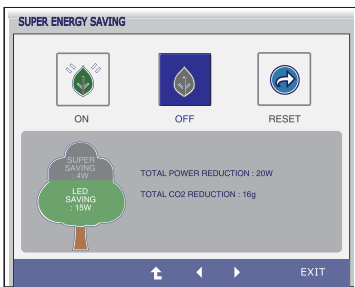 SUPER ENERGY SAVING
ON
OFF
RESET
SUPER
SAVING
: 4W
LED
SAVING
: 15W
TOTAL POWER REDUCTION : 20W
TOTAL CO2 REDUCTION : 16g
EXIT